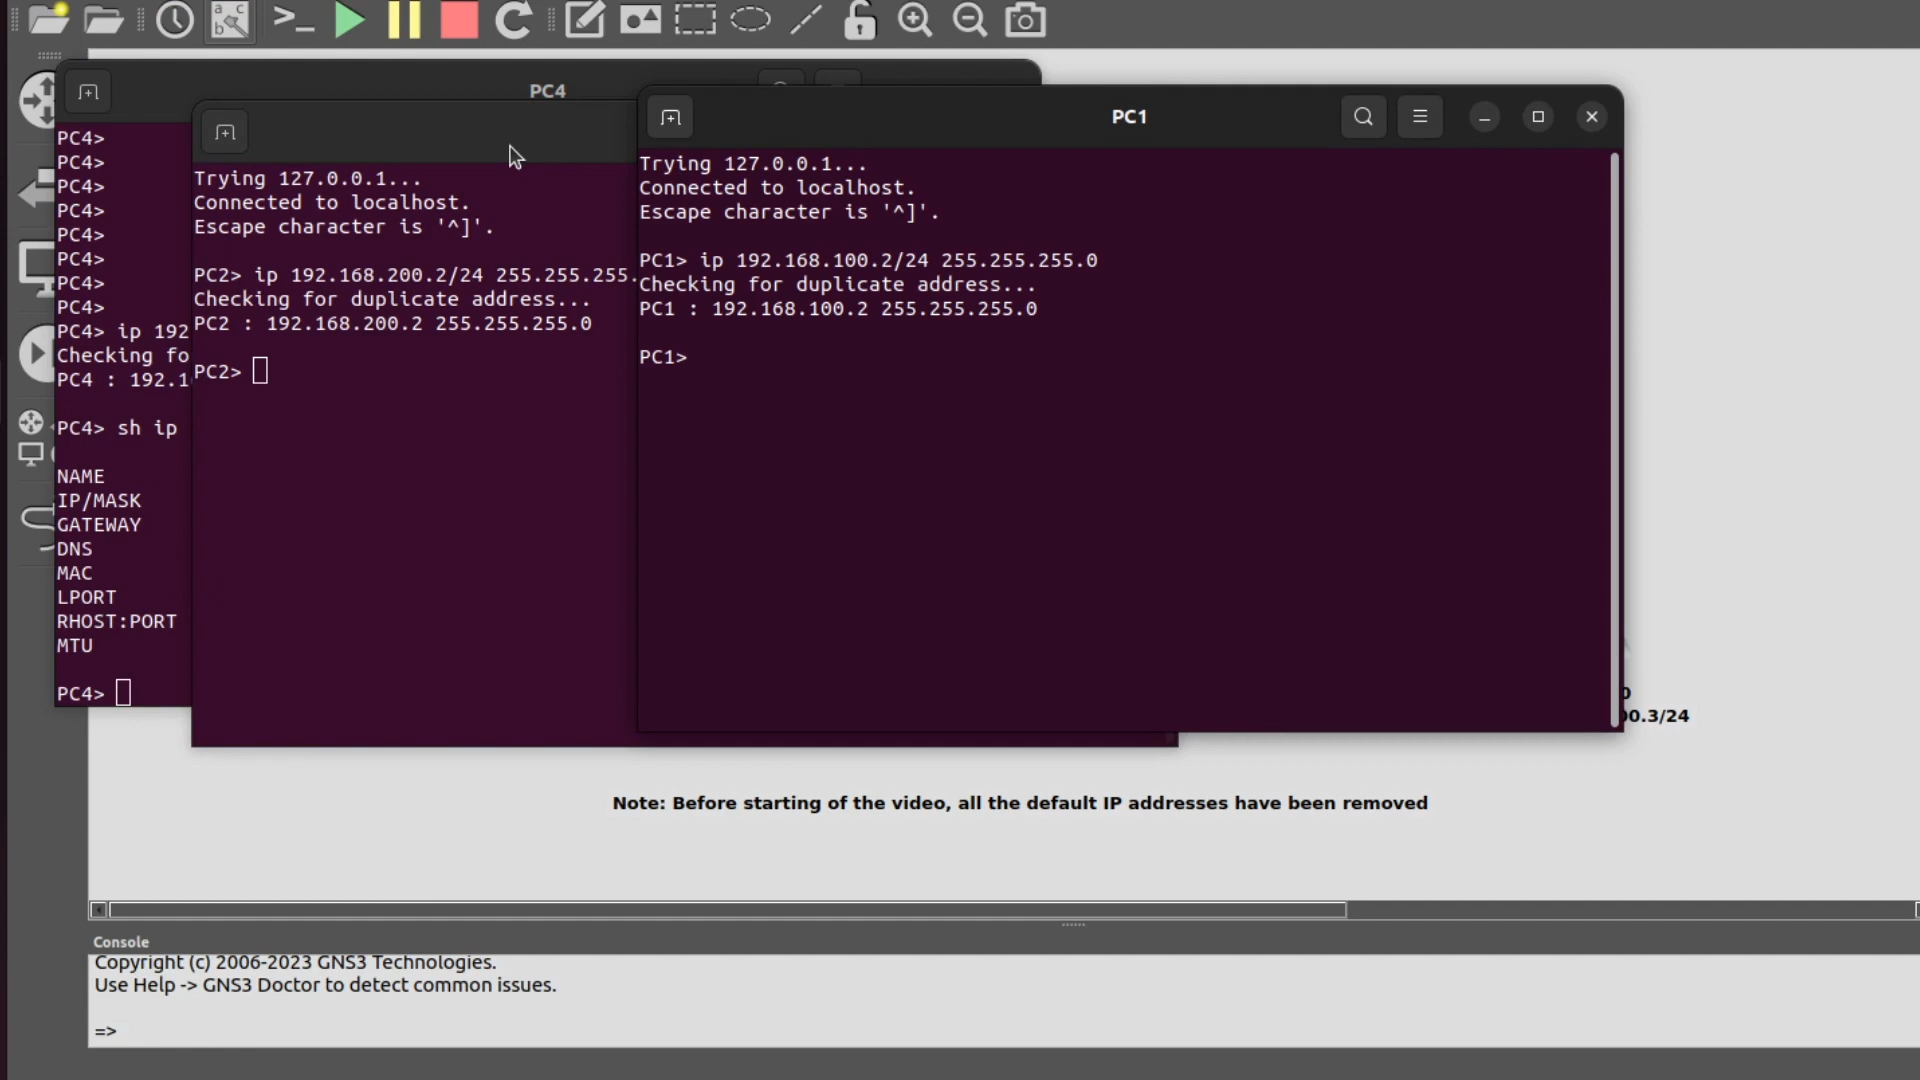 a c
b
PC4
PC4>
PC4>
PC4>
PC4>
PC4>
PC4>
PC4>
PC4>
PC4> ip 192
Checking fo
PC4 : 192.1
PC4> sh ip
NAME
IP/MASK
GATEWAY
DNS
MAC
LPORT
RHOST:PORT
MTU
PC4>
Trying 127.0.0.1...
Connected to localhost.
Escape character is '^]'.
PC2> ip 192.168.200.2/24 255.255.255.
Checking for duplicate address...
PC2 : 192.168.200.2 255.255.255.0
PC2>
PC1
Trying 127.0.0.1...
Connected to localhost.
Escape character is '^]'.
PC1> ip 192.168.100.2/24 255.255.255.0
Checking for duplicate address...
PC1 : 192.168.100.2 255.255.255.0
PC1>
0.3/24
Note: Before starting of the video, all the default IP addresses have been removed
Console
Copyright (c) 2006-2023 GNS3 Technologies.
Use Help -> GNS3 Doctor to detect common issues.
=>